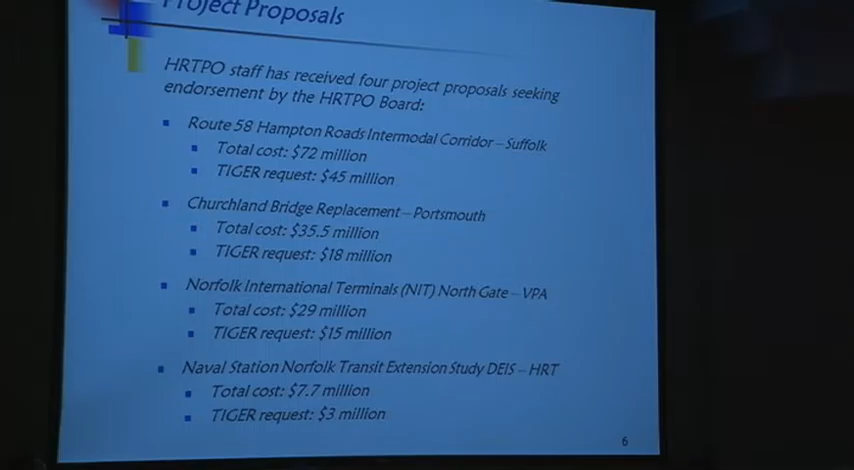 Project Proposals
HRTPO staff has received four project proposals seeking
endorsement by the HRTPO Board:
Route 58 Hampton Roads Intermodal Corridor – Suffolk
Total cost: $72 million
TIGER request: $45 million
Churchland Bridge Replacement – Portsmouth
Total cost: $35.5 million
TIGER request: $18 million
Norfolk International Terminals (NIT) North Gate – VPA
Total cost: $29 million
TIGER request: $15 million
Naval Station Norfolk Transit Extension Study DEIS – HRT
Total cost: $7.7 million
TIGER request: $3 million
6